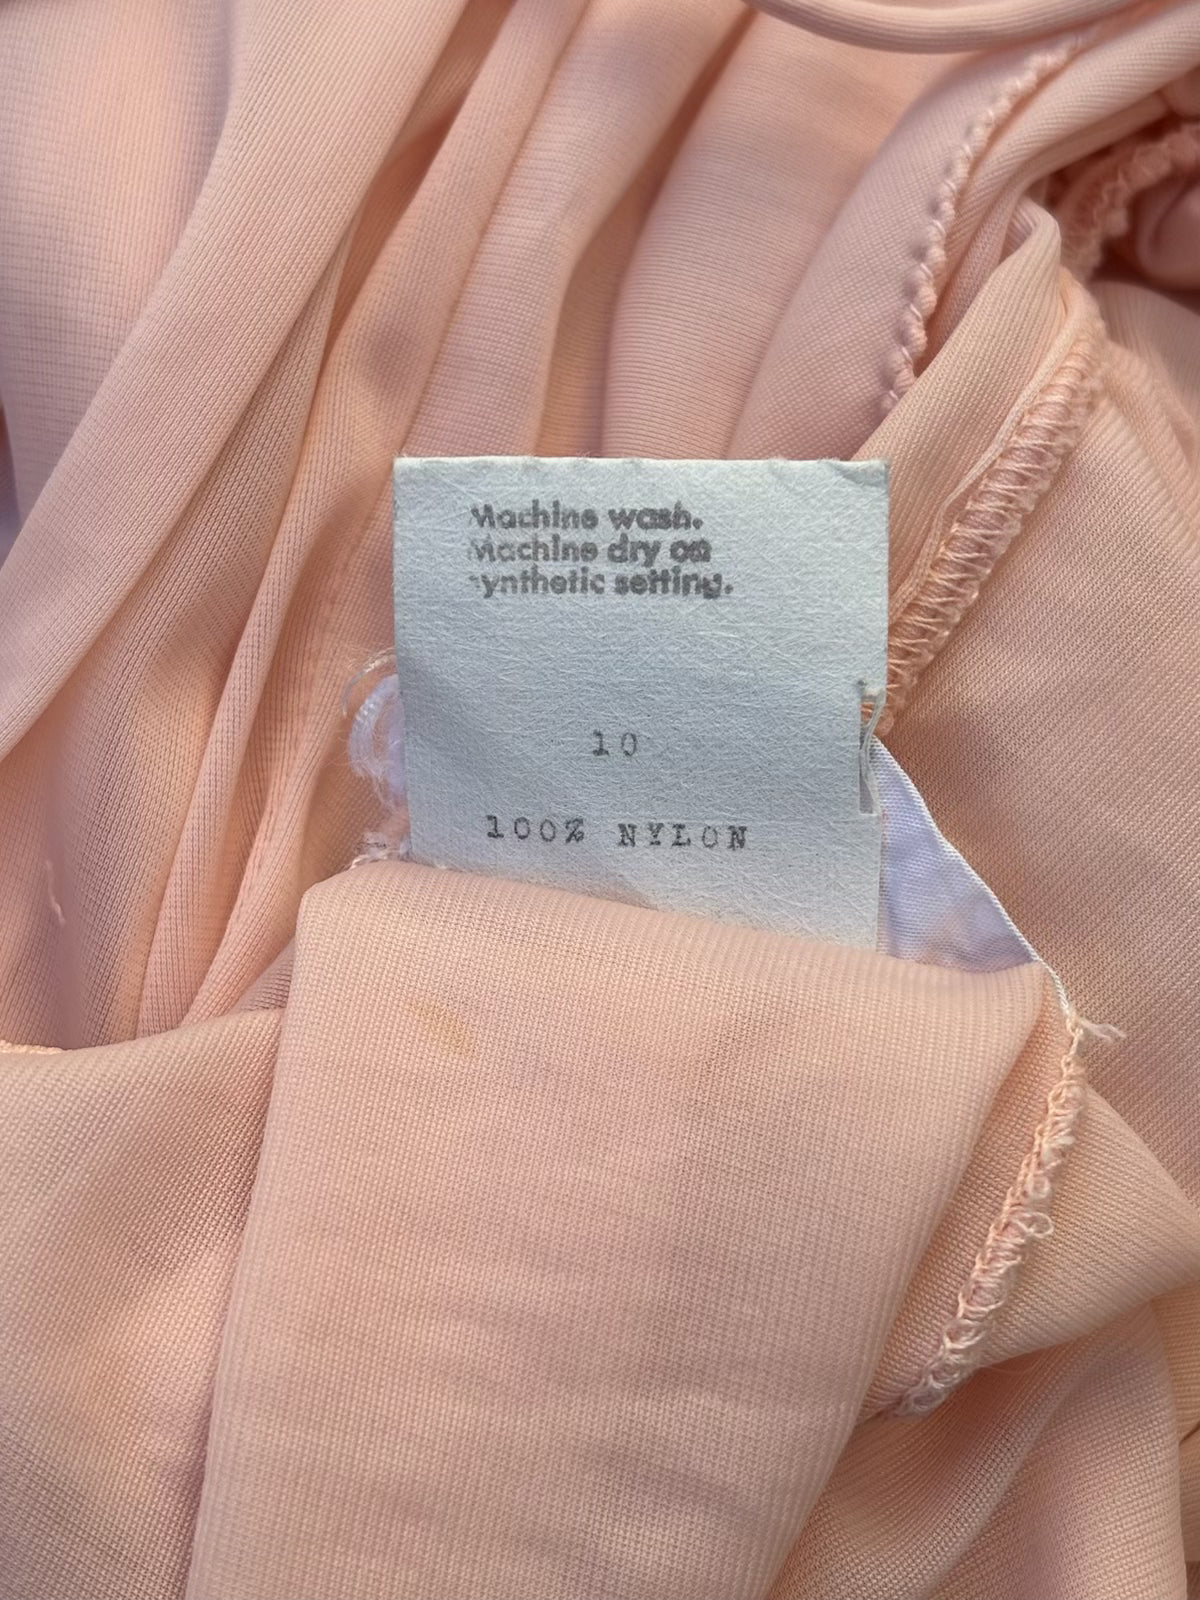 Machine wash.
Machine dry on
synthetic setting.
10
100% NYLON